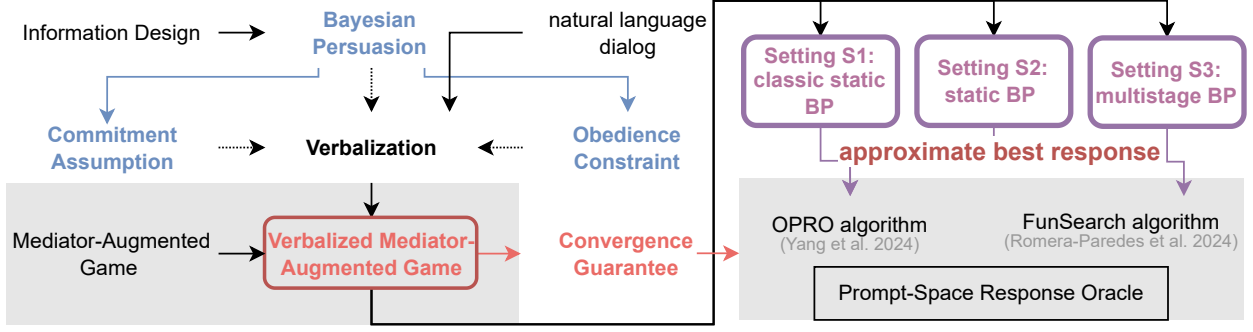 Information Design
Bayesian
Persuasion
natural language
dialog
Commitment
Assumption
Verbalization
Obedience
Constraint
Mediator-Augmented
Game
Verbalized Mediator-
Augmented Game
Convergence
Guarantee
Setting S1:
classic static
BP
Setting S2:
static BP
Setting S3:
multistage BP
approximate best response
OPRO algorithm
(Yang et al. 2024)
FunSearch algorithm
(Romera-Paredes et al. 2024)
Prompt-Space Response Oracle